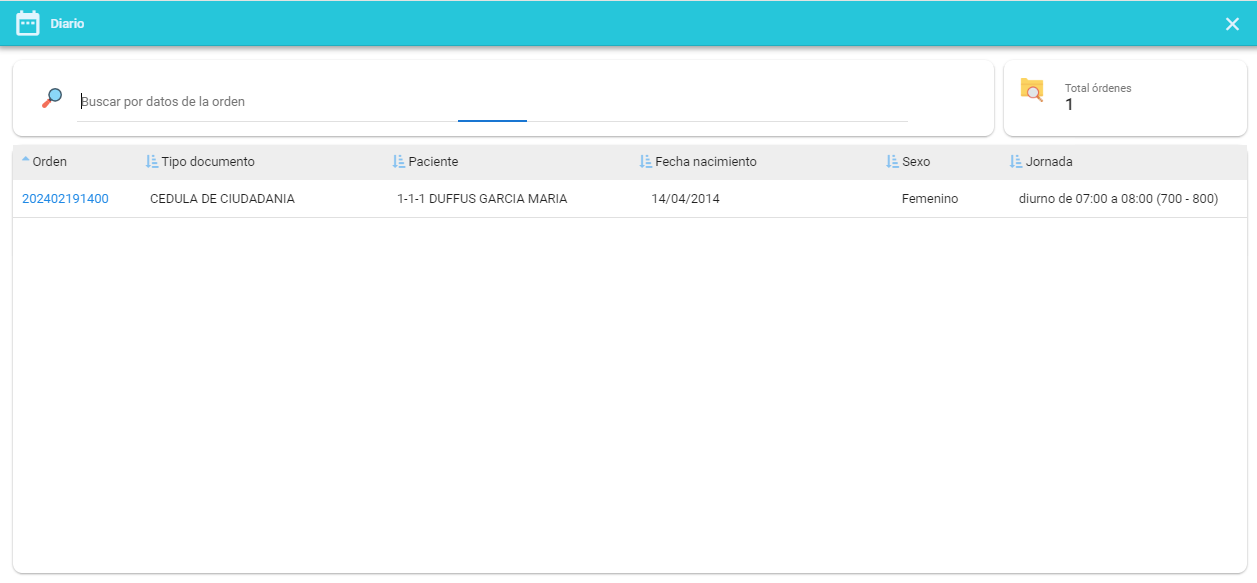 Diario
Buscar por datos de la orden
Total órdenes
1
Orden Tipo documento Paciente Fecha nacimiento Sexo Jornada
202402191400 CEDULA DE CIUDADANIA 1-1-1 DUFFUS GARCIA MARIA 14/04/2014 Femenino diurno de 07:00 a 08:00 (700 - 800)